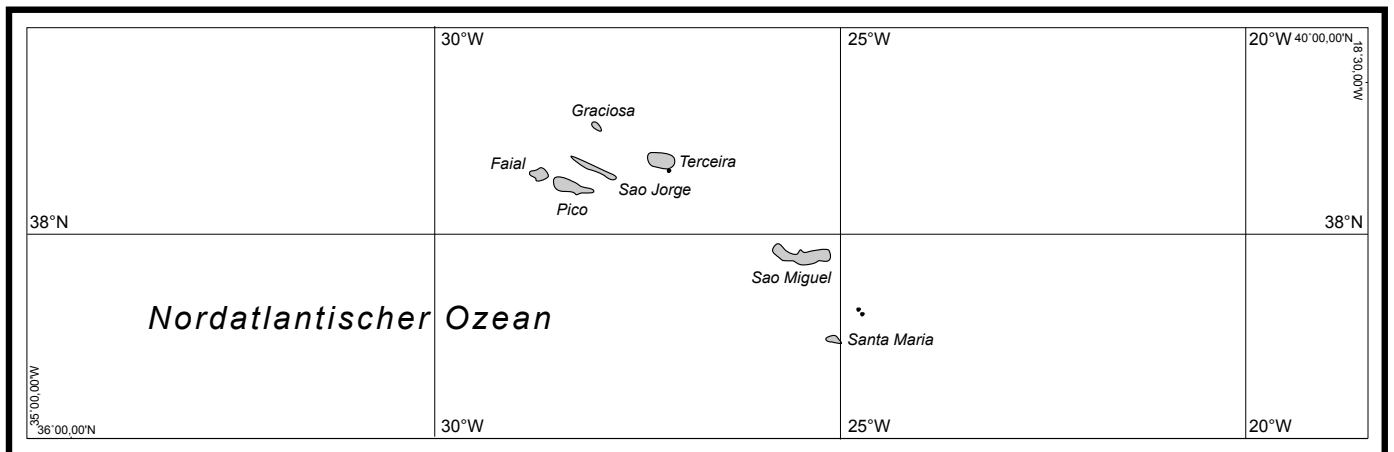 30°W
25°W
20°W
40°00,00'N
18°30,00'W
Graciosa
Faial
Terceira
Sao Jorge
Pico
38°N
38°N
Sao Miguel
Nordatlantischer Ozean
Santa Maria
35°00,00'W
36°00,00'N
30°W
25°W
20°W